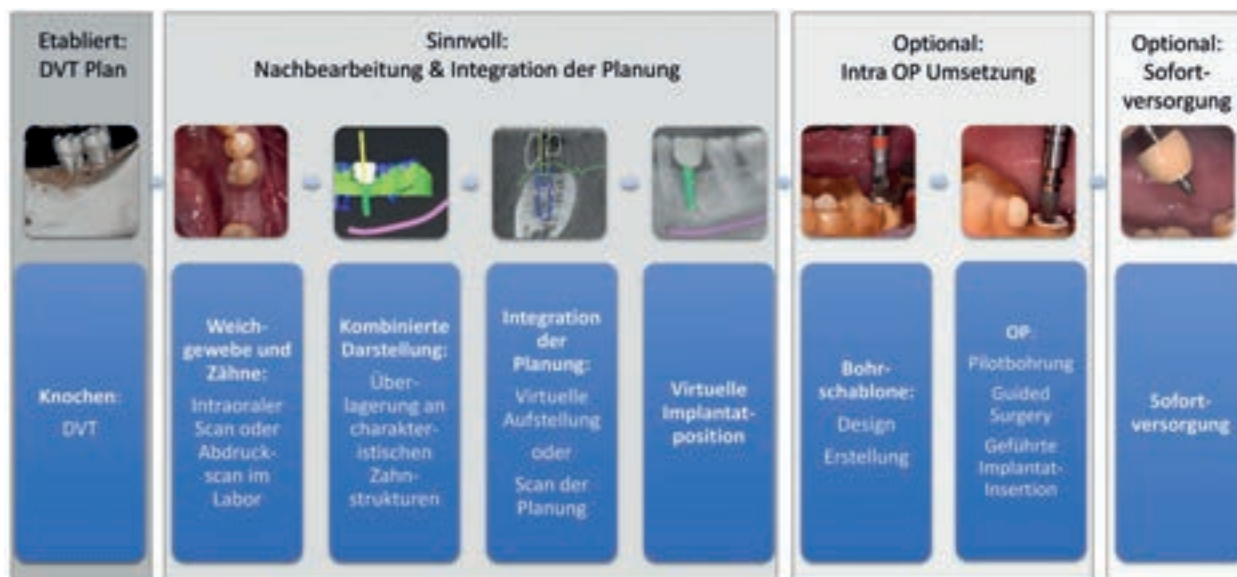 Etabliert:
DVT Plan
Sinnvoll:
Nachbearbeitung & Integration der Planung
Optional:
Intra OP Umsetzung
Optional:
Sofort-
versorgung
Knochen:
DVT
Weich-
gewebe und
Zähne:
Intraoraler
Scan oder
Abdruck-
scan im
Labor
Kombinierte
Darstellung:
Über-
lagerung an
charakter-
istischen
Zahn-
strukturen
Integration
der
Planung:
Virtuelle
Aufstellung
oder
Scan der
Planung
Virtuelle
Implantat-
position
Bohr-
schablone:
Design
Erstellung
OP:
Pilotbohrung
Guided
Surgery
Geführte
Implantat-
Insertion
Sofort-
versorgung